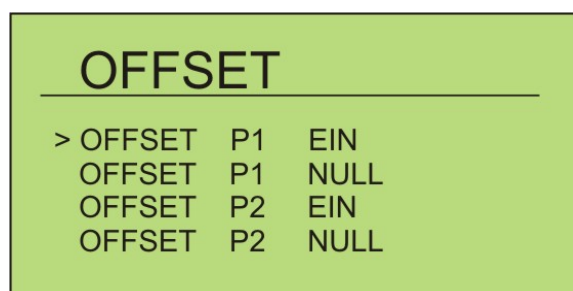 OFFSET
> OFFSET P1 EIN
OFFSET P1 NULL
OFFSET P2 EIN
OFFSET P2 NULL